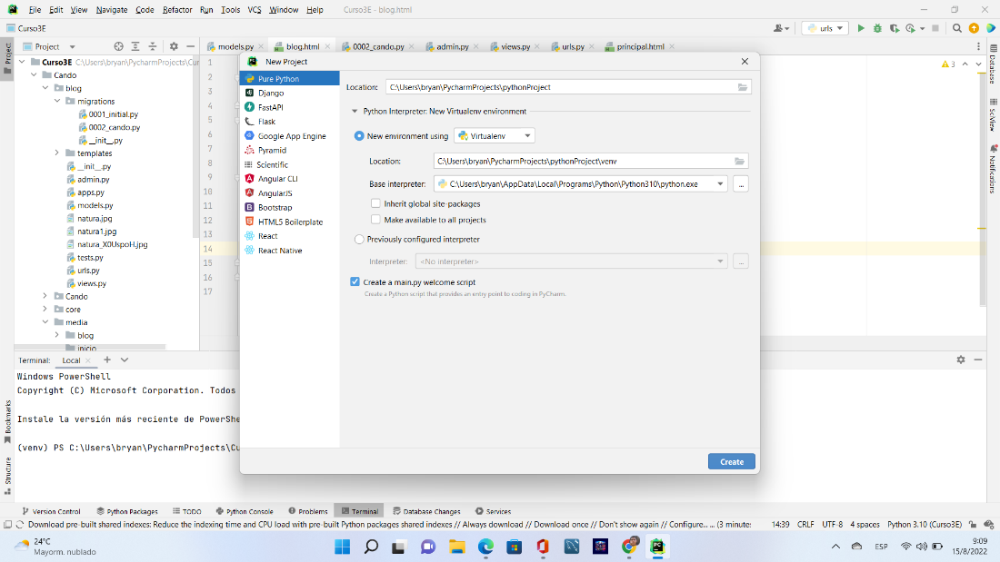 File Edit View Navigate Code Refactor Run Tools VCS Window Help Curso3E - blog.html
Curso3E
urls
Project
models.py
blog.html
0002_cando.py
admin.py
views.py
urls.py
principal.html
Project
Curso3E C:\Users\bryan\PycharmProjects\Cur
Cando
blog
migrations
0001_initial.py
0002_cando.py
__init__.py
templates
__init__.py
admin.py
apps.py
models.py
natura.jpg
natura1.jpg
natura_X0UspoH.jpg
tests.py
urls.py
views.py
Cando
core
media
blog
inicio
1
2
3
4
5
6
7
8
9
10
11
12
13
14
15
16
17
3
Database
SciView
Notifications
New Project
Pure Python
Django
FastAPI
Flask
Google App Engine
Pyramid
Scientific
Angular CLI
AngularJS
Bootstrap
HTML5 Boilerplate
React
React Native
Location: C:\Users\bryan\PycharmProjects\pythonProject
Python Interpreter: New Virtualenv environment
New environment using Virtualenv
Location: C:\Users\bryan\PycharmProjects\pythonProject\venv
Base interpreter: C:\Users\bryan\AppData\Local\Programs\Python\Python310\python.exe ...
Inherit global site-packages
Make available to all projects
Previously configured interpreter
Interpreter: <No interpreter> ...
Create a main.py welcome script
Create a Python script that provides an entry point to coding in PyCharm.
Create
Terminal: Local
Windows PowerShell
Copyright (C) Microsoft Corporation. Todos
Instale la versión más reciente de PowerShe
(venv) PS C:\Users\bryan\PycharmProjects\Cu
Bookmarks
Structure
Version Control Python Packages TODO Python Console Problems Terminal Database Changes Services
Download pre-built shared indexes: Reduce the indexing time and CPU load with pre-built Python packages shared indexes // Always download // Download once // Don't show again // Configure... ... (3 minute: 14:39 CRLF UTF-8 4 spaces Python 3.10 (Curso3E)
24°C
Mayorm. nublado
ESP
9:09
15/8/2022